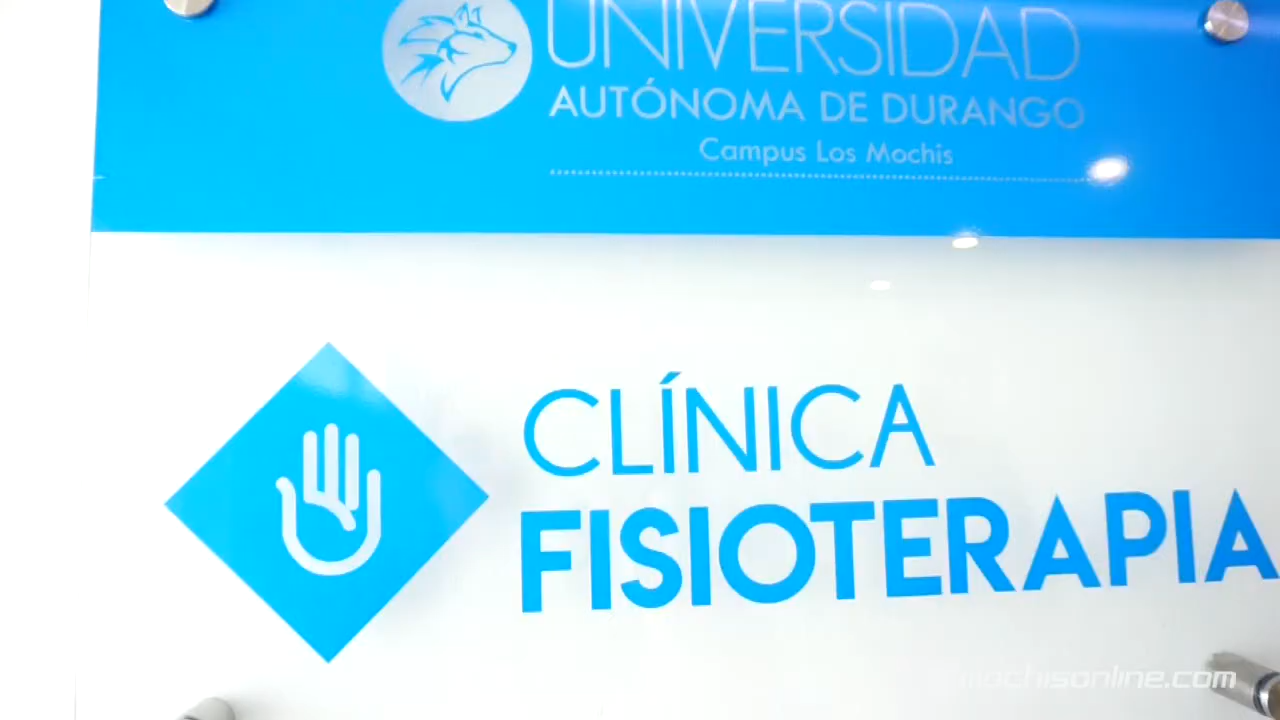 UNIVERSIDAD
AUTÓNOMA DE DURANGO
Campus Los Mochis
CLÍNICA
FISIOTERAPIA
mochisonline.com